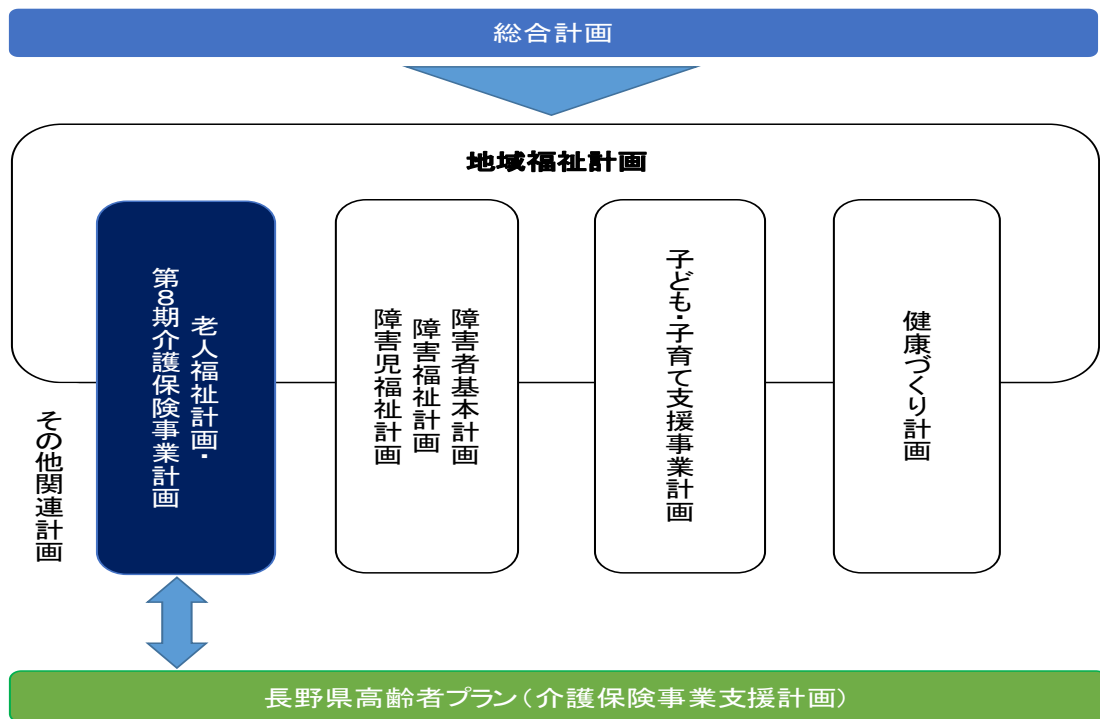 総合計画
地域福祉計画
老人福祉計画・
第8期介護保険事業計画
障害者基本計画
障害福祉計画
障害児福祉計画
子ども・子育て支援事業計画
健康づくり計画
その他関連計画
長野県高齢者プラン（介護保険事業支援計画）